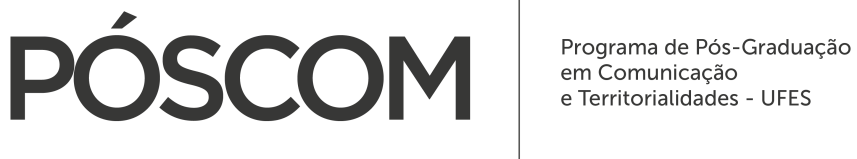 PÓSCOM
Programa de Pós-Graduação
em Comunicação
e Territorialidades - UFES